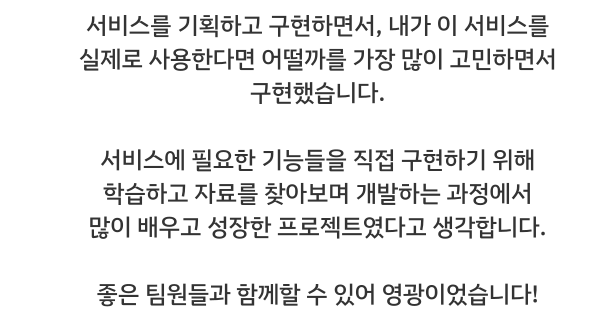 서비스를 기획하고 구현하면서, 내가 이 서비스를
실제로 사용한다면 어떨까를 가장 많이 고민하면서
구현했습니다.
서비스에 필요한 기능들을 직접 구현하기 위해
학습하고 자료를 찾아보며 개발하는 과정에서
많이 배우고 성장한 프로젝트였다고 생각합니다.
좋은 팀원들과 함께할 수 있어 영광이었습니다!